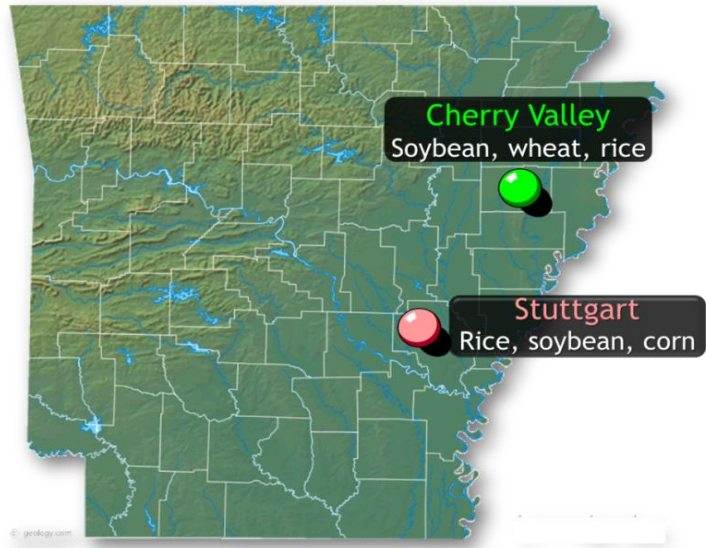 Cherry Valley
Soybean, wheat, rice
Stuttgart
Rice, soybean, corn
© geology.com